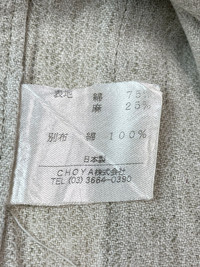 表地 綿 75%
麻 25%
別布 綿 100%
日本製
CHOYA株式会社
TEL (03) 3664-0380